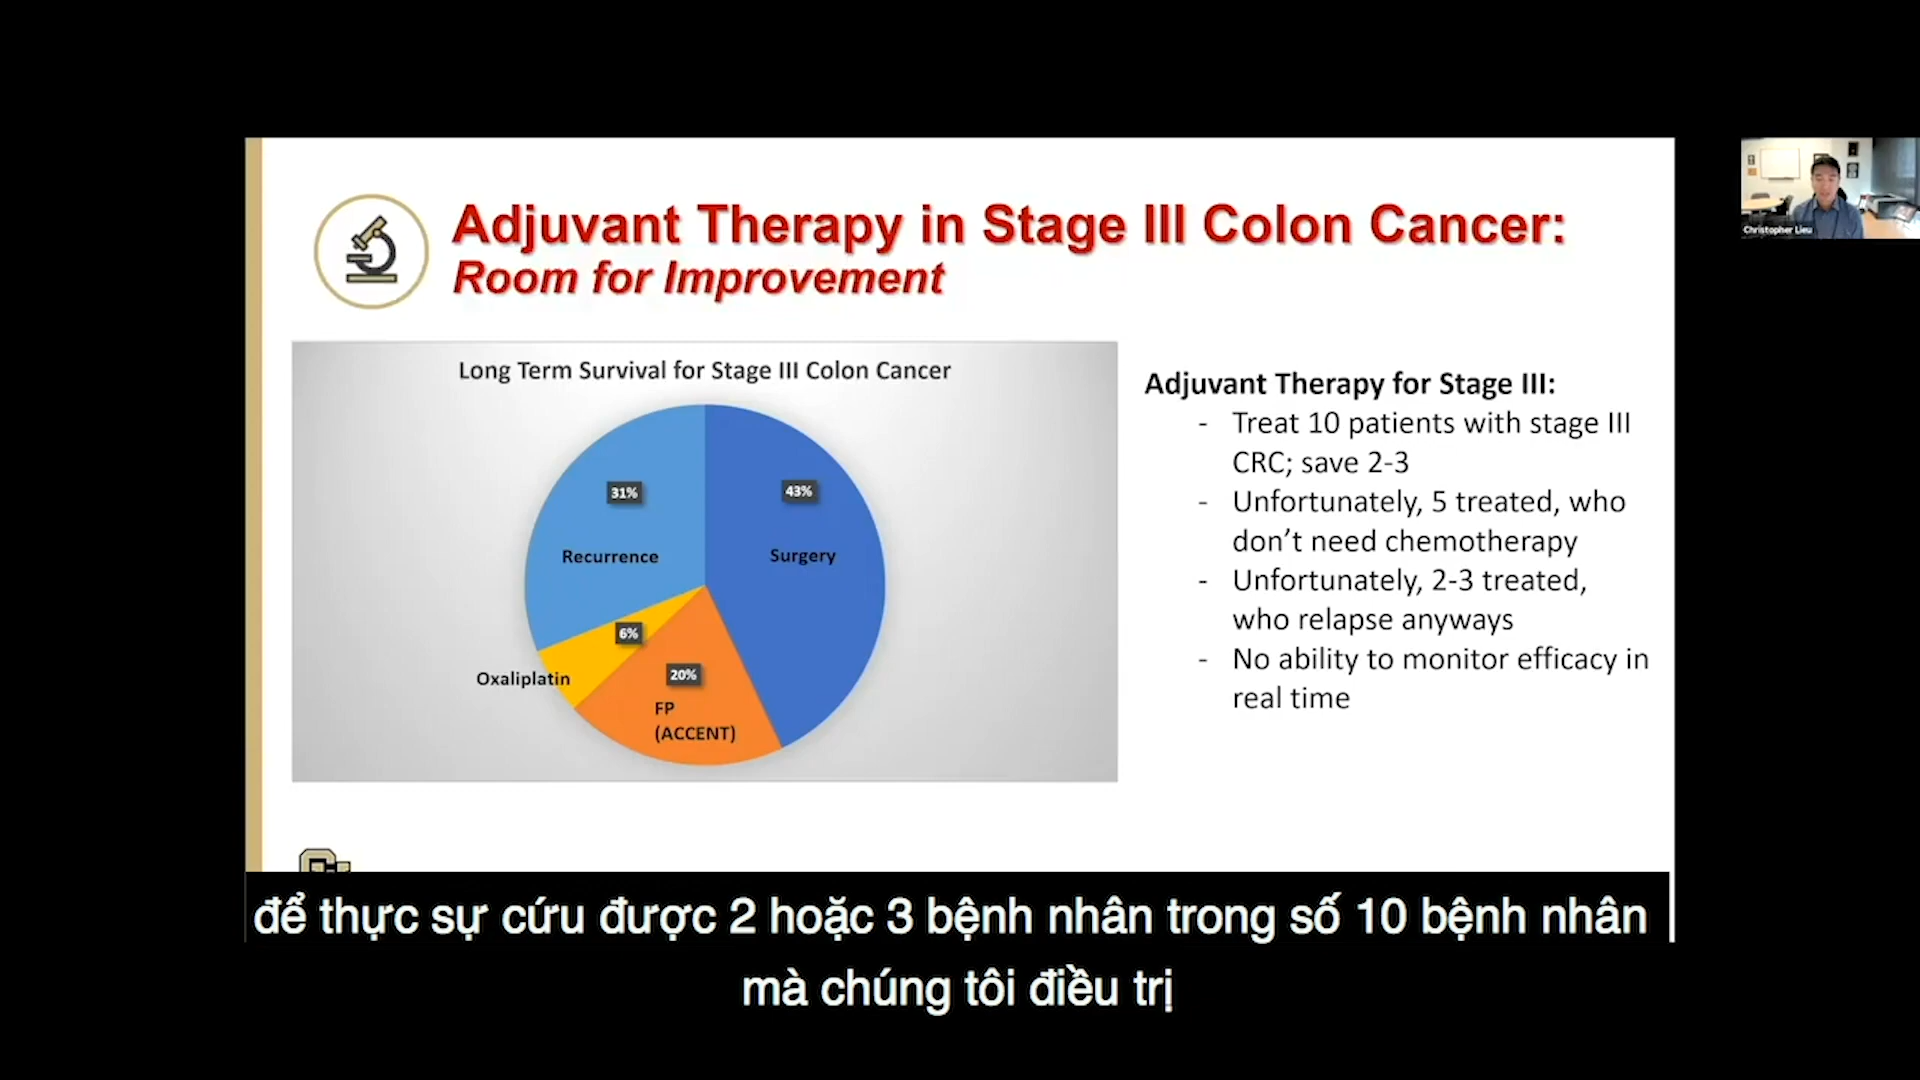 Adjuvant Therapy in Stage III Colon Cancer:
Room for Improvement
Christopher Lieu
Long Term Survival for Stage III Colon Cancer
31%
43%
Recurrence
Surgery
6%
Oxaliplatin
20%
FP
(ACCENT)
Adjuvant Therapy for Stage III:
- Treat 10 patients with stage III
CRC; save 2-3
- Unfortunately, 5 treated, who
don’t need chemotherapy
- Unfortunately, 2-3 treated,
who relapse anyways
- No ability to monitor efficacy in
real time
để thực sự cứu được 2 hoặc 3 bệnh nhân trong số 10 bệnh nhân
mà chúng tôi điều trị